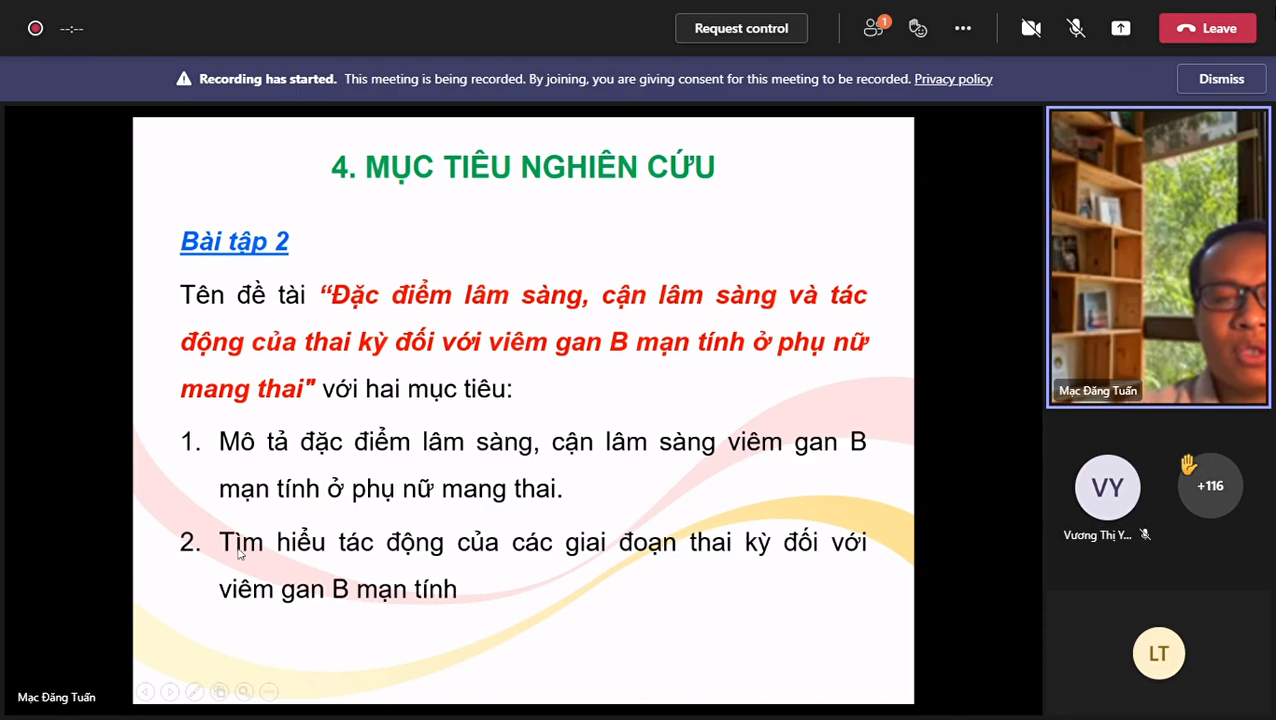 --:--
Request control
1
Leave
Recording has started. This meeting is being recorded. By joining, you are giving consent for this meeting to be recorded. Privacy policy
Dismiss
4. MỤC TIÊU NGHIÊN CỨU
Bài tập 2
Tên đề tài “Đặc điểm lâm sàng, cận lâm sàng và tác
động của thai kỳ đối với viêm gan B mạn tính ở phụ nữ
mang thai" với hai mục tiêu:
1. Mô tả đặc điểm lâm sàng, cận lâm sàng viêm gan B
mạn tính ở phụ nữ mang thai.
2. Tìm hiểu tác động của các giai đoạn thai kỳ đối với
viêm gan B mạn tính
Mạc Đăng Tuấn
Mạc Đăng Tuấn
VY
Vương Thị Y...
+116
LT